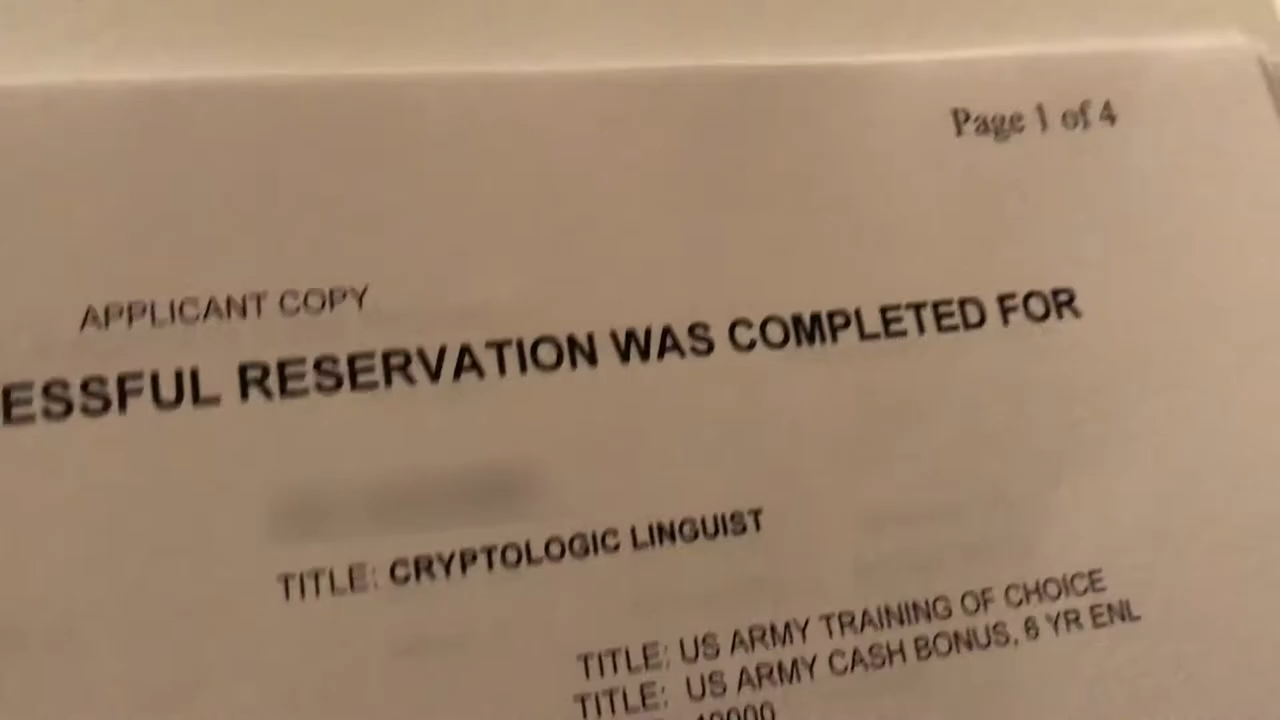 Page 1 of 4
APPLICANT COPY
ESSFUL RESERVATION WAS COMPLETED FOR
TITLE: CRYPTOLOGIC LINGUIST
TITLE: US ARMY TRAINING OF CHOICE
TITLE: US ARMY CASH BONUS, 6 YR ENL
40000